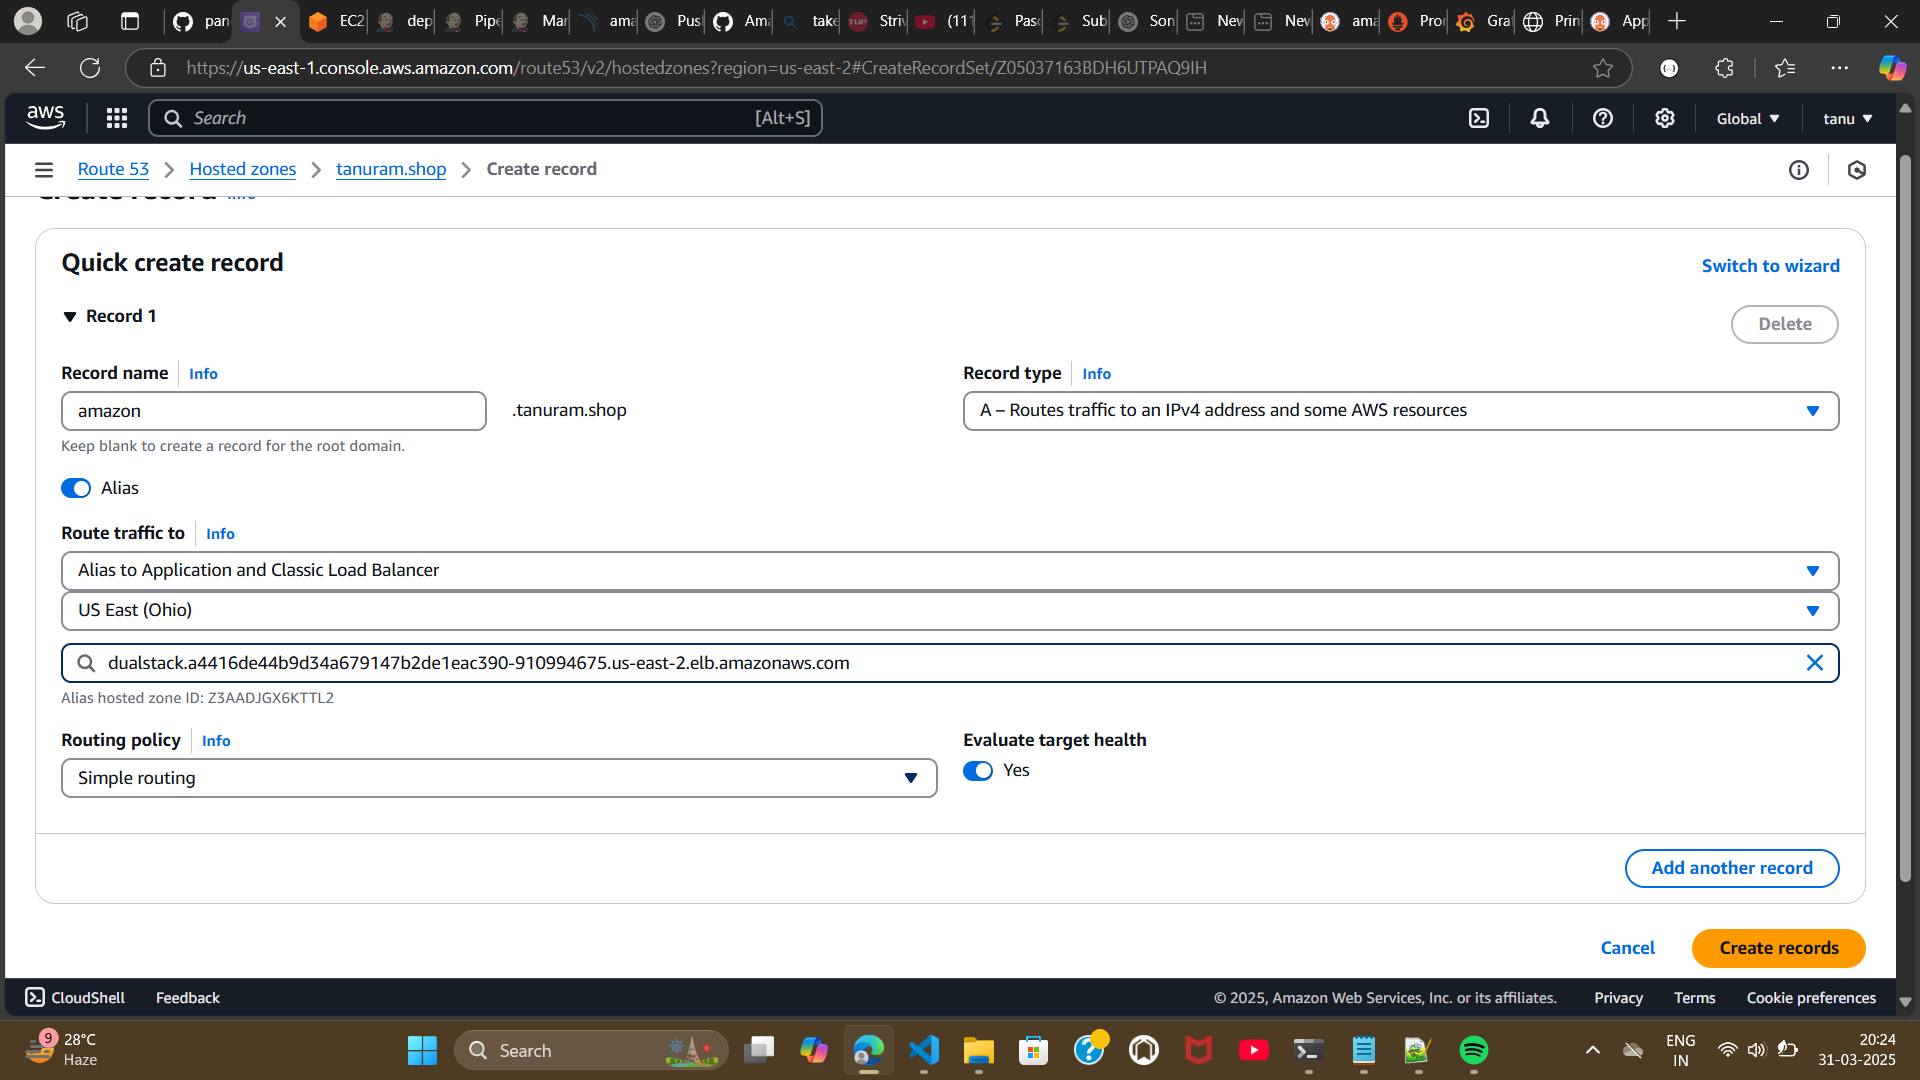 pan
EC2
dep
Pipe
Mar
ama
Pus
Ama
take
Striv
(111
Pasc
Sub
Son
New
New
ama
Pro
Gra
Prin
App
https://us-east-1.console.aws.amazon.com/route53/v2/hostedzones?region=us-east-2#CreateRecordSet/Z05037163BDH6UTPAQ9IH
aws
Search
[Alt+S]
Global
tanu
Route 53
Hosted zones
tanuram.shop
Create record
Create record Info
Quick create record
Switch to wizard
Record 1
Delete
Record name Info
Record type Info
amazon
.tanuram.shop
A – Routes traffic to an IPv4 address and some AWS resources
Keep blank to create a record for the root domain.
Alias
Route traffic to Info
Alias to Application and Classic Load Balancer
US East (Ohio)
dualstack.a4416de44b9d34a679147b2de1eac390-910994675.us-east-2.elb.amazonaws.com
Alias hosted zone ID: Z3AADJGX6KTTL2
Routing policy Info
Evaluate target health
Simple routing
Yes
Add another record
Cancel
Create records
CloudShell
Feedback
© 2025, Amazon Web Services, Inc. or its affiliates.
Privacy
Terms
Cookie preferences
9
28°C
Haze
Search
ENG
IN
20:24
31-03-2025